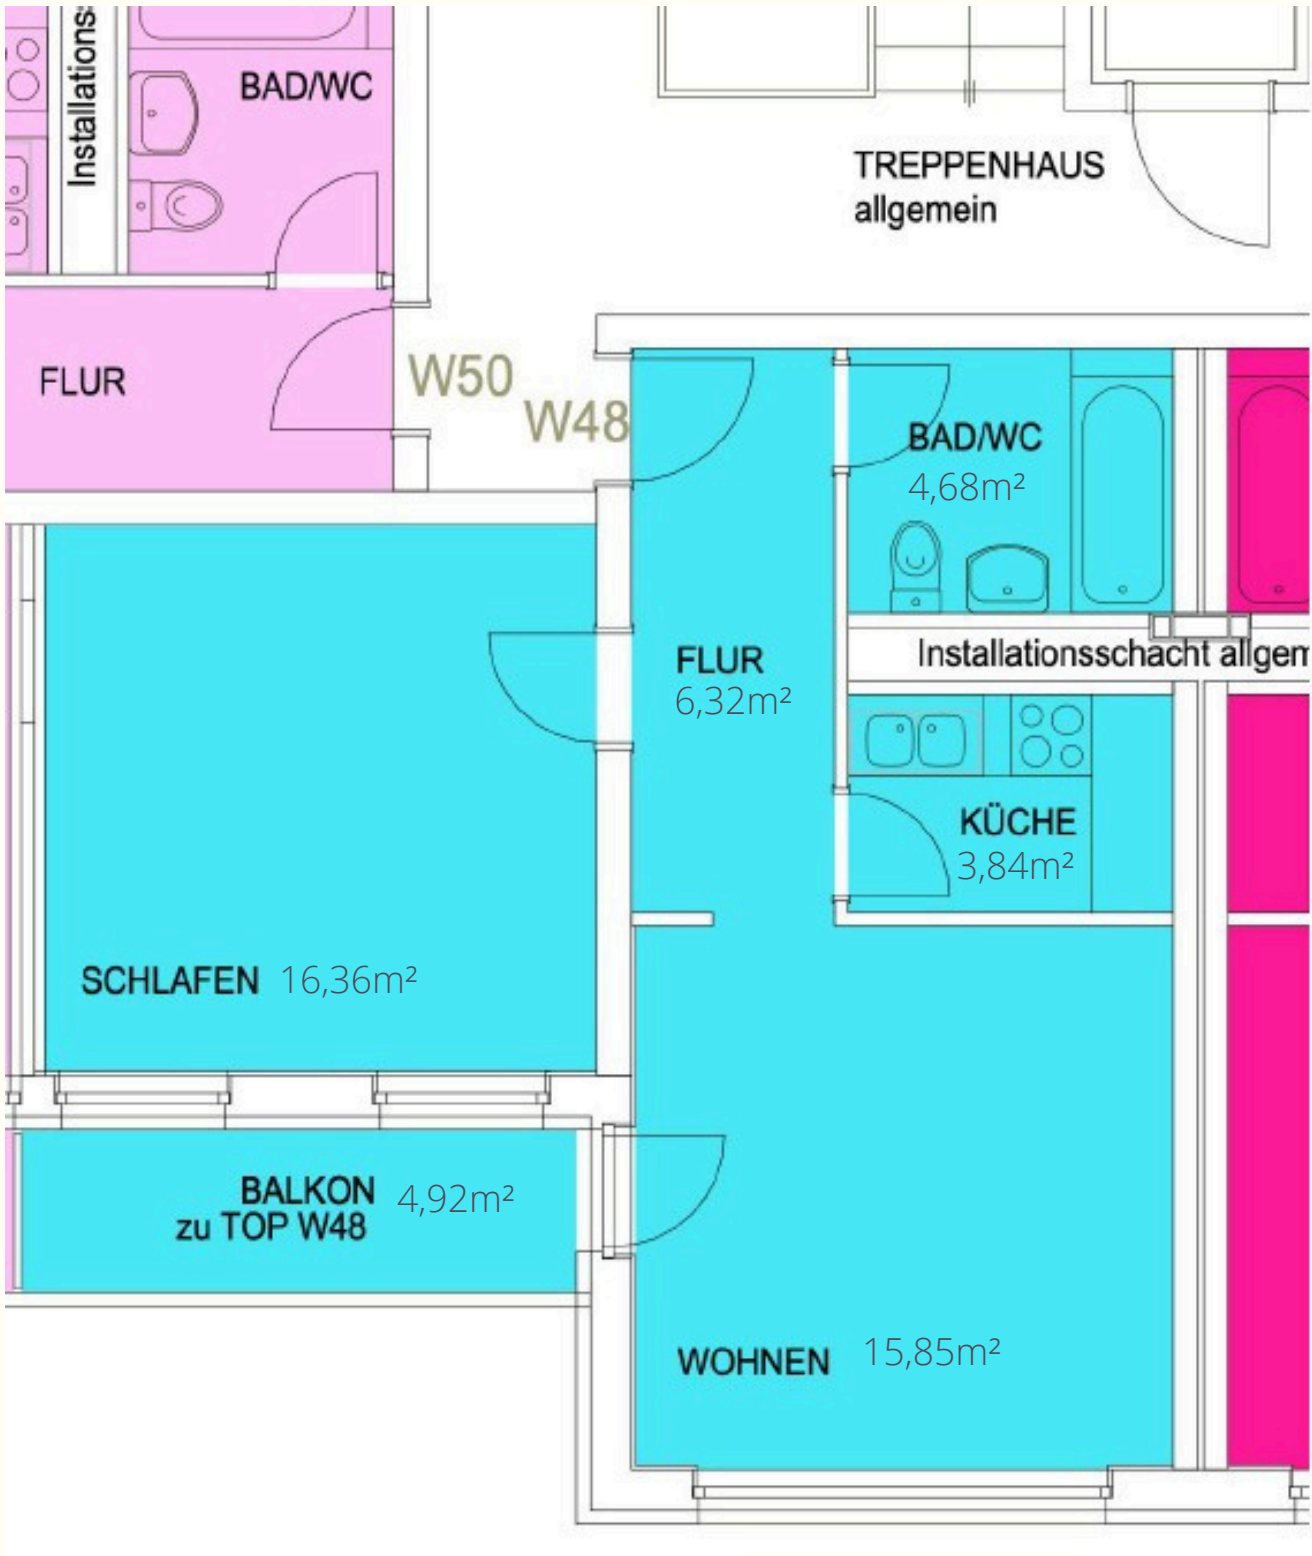 Installations
BAD/WC
TREPPENHAUS
allgemein
FLUR
W50
W48
BAD/WC
4,68m²
Installationsschacht allgem
FLUR
6,32m²
KÜCHE
3,84m²
SCHLAFEN 16,36m²
BALKON 4,92m²
zu TOP W48
WOHNEN 15,85m²